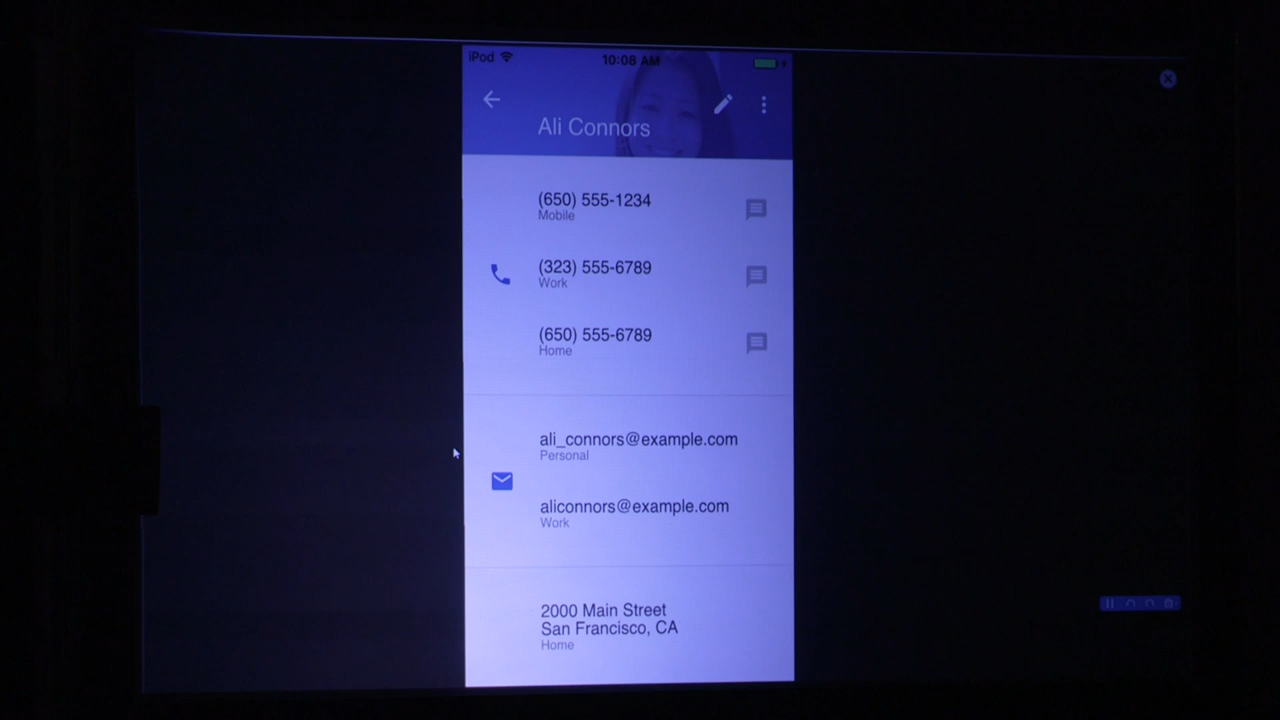 iPod 10:08 AM
Ali Connors
(650) 555-1234
Mobile
(323) 555-6789
Work
(650) 555-6789
Home
ali_connors@example.com
Personal
aliconnors@example.com
Work
2000 Main Street
San Francisco, CA
Home